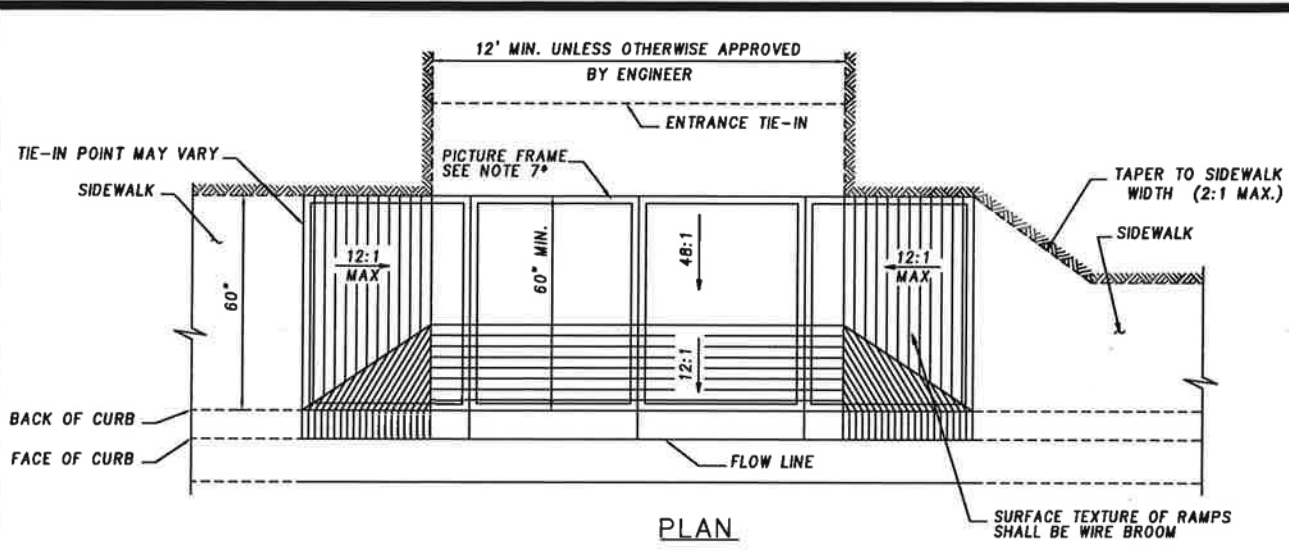 12' MIN. UNLESS OTHERWISE APPROVED
BY ENGINEER
ENTRANCE TIE-IN
TIE-IN POINT MAY VARY
PICTURE FRAME
SEE NOTE 7*
SIDEWALK
TAPER TO SIDEWALK
WIDTH (2:1 MAX.)
SIDEWALK
12:1
MAX
60"
60" MIN.
48:1
12:1
MAX
12:1
BACK OF CURB
FACE OF CURB
FLOW LINE
SURFACE TEXTURE OF RAMPS
SHALL BE WIRE BROOM
PLAN